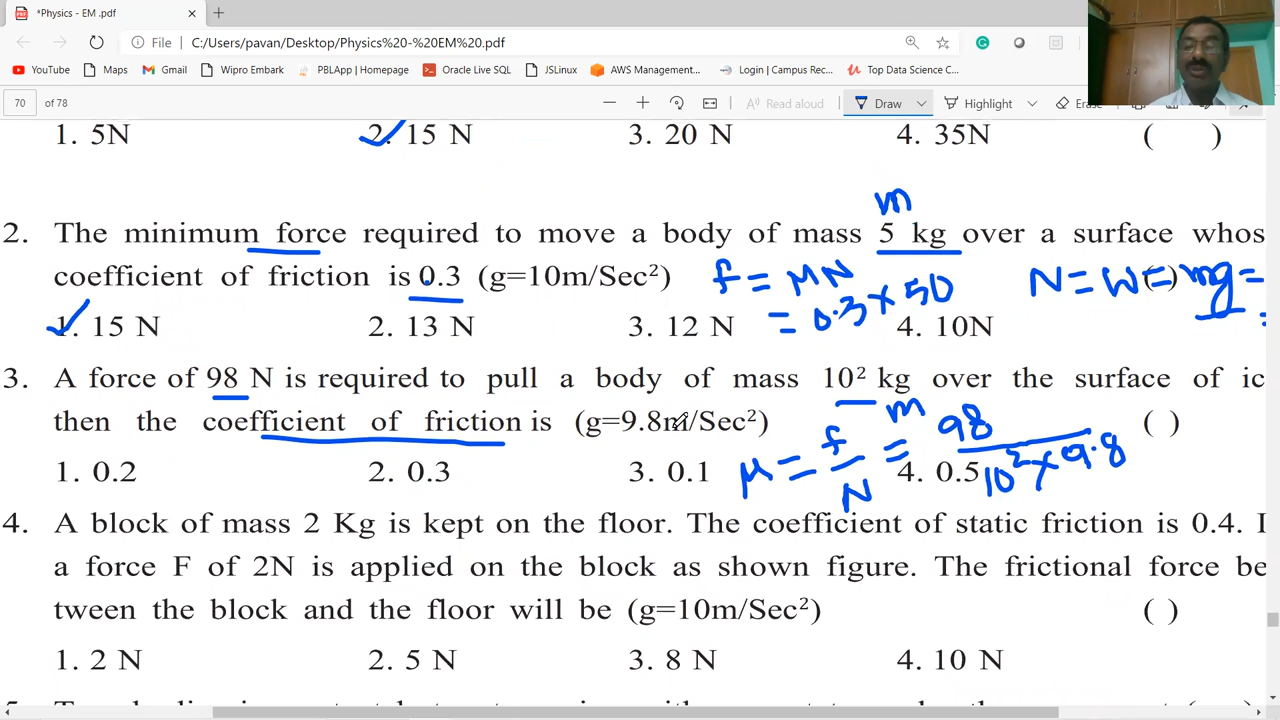 *Physics - EM .pdf
File C:/Users/pavan/Desktop/Physics%20-%20EM%20.pdf
YouTube Maps Gmail Wipro Embark PBLApp | Homepage Oracle Live SQL JSLinux AWS Management... Login | Campus Rec... Top Data Science C...
70 of 78 Read aloud Draw Highlight Erase
1. 5N 2. 15 N 3. 20 N 4. 35N ( )
m
2. The minimum force required to move a body of mass 5 kg over a surface whos
coefficient of friction is 0.3 (g=10m/Sec²) ( )
f = μN N = W = mg =
= 0.3 × 50 =
1. 15 N 2. 13 N 3. 12 N 4. 10N
3. A force of 98 N is required to pull a body of mass 10² kg over the surface of ic
m
then the coefficient of friction is (g=9.8m/Sec²) ( )
μ = f/N = 98/10² × 9.8
1. 0.2 2. 0.3 3. 0.1 4. 0.5
4. A block of mass 2 Kg is kept on the floor. The coefficient of static friction is 0.4. I
a force F of 2N is applied on the block as shown figure. The frictional force be
tween the block and the floor will be (g=10m/Sec²) ( )
1. 2 N 2. 5 N 3. 8 N 4. 10 N